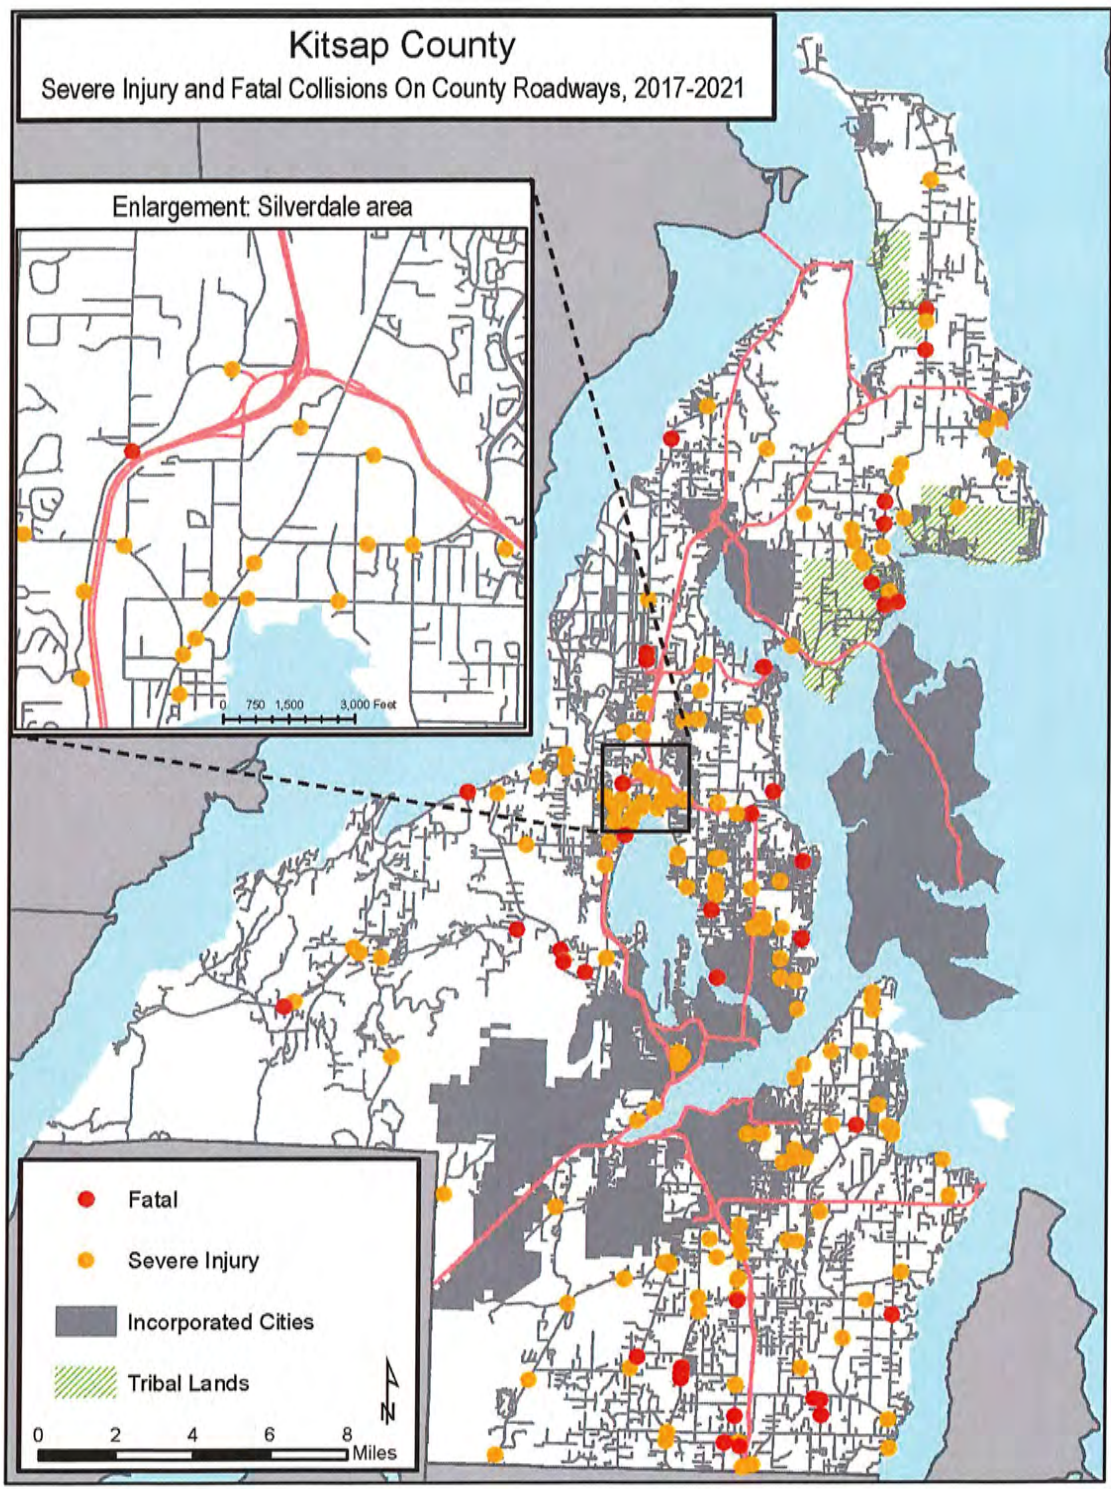 Kitsap County
Severe Injury and Fatal Collisions On County Roadways, 2017-2021
Enlargement: Silverdale area
0 750 1,500 3,000 Feet
Fatal
Severe Injury
Incorporated Cities
Tribal Lands
N
0 2 4 6 8
Miles